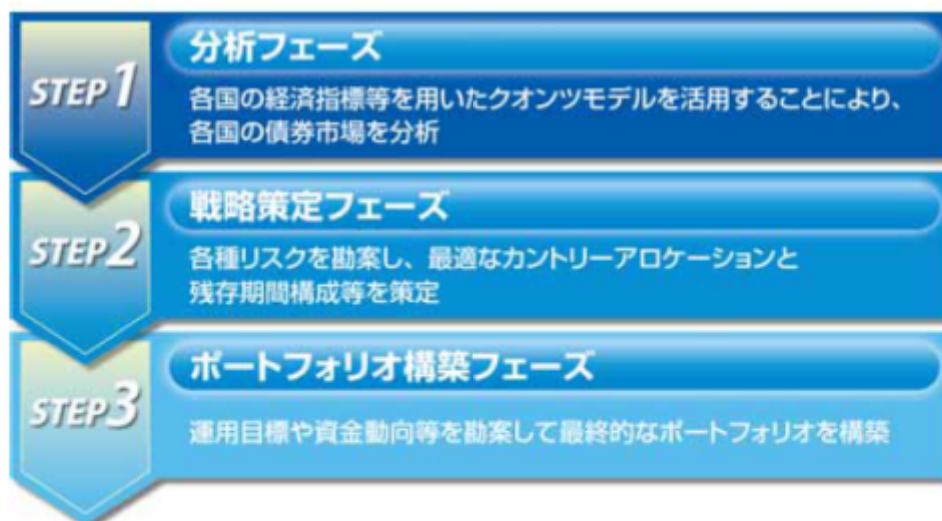 STEP 1
分析フェーズ
各国の経済指標等を用いたクオンツモデルを活用することにより、
各国の債券市場を分析
STEP 2
戦略策定フェーズ
各種リスクを勘案し、最適なカントリーアロケーションと
残存期間構成等を策定
STEP 3
ポートフォリオ構築フェーズ
運用目標や資金動向等を勘案して最終的なポートフォリオを構築